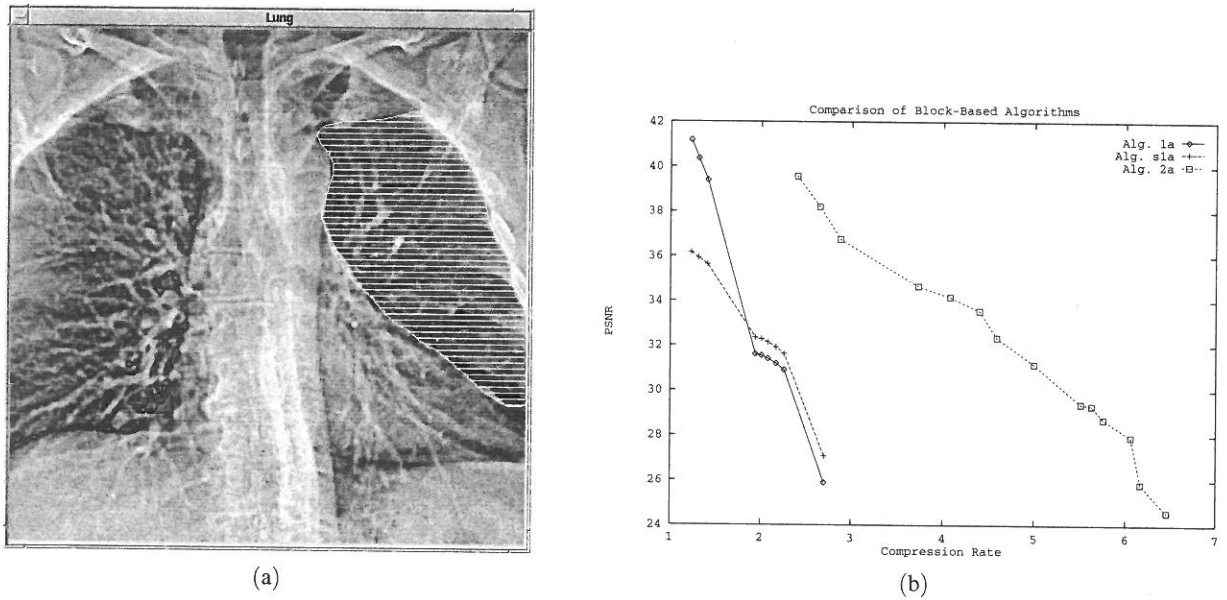 Lung
(a)
Comparison of Block-Based Algorithms
Alg. 1a
Alg. s1a
Alg. 2a
42
40
38
36
34
32
30
28
26
24
PSNR
1 2 3 4 5 6 7
Compression Rate
(b)